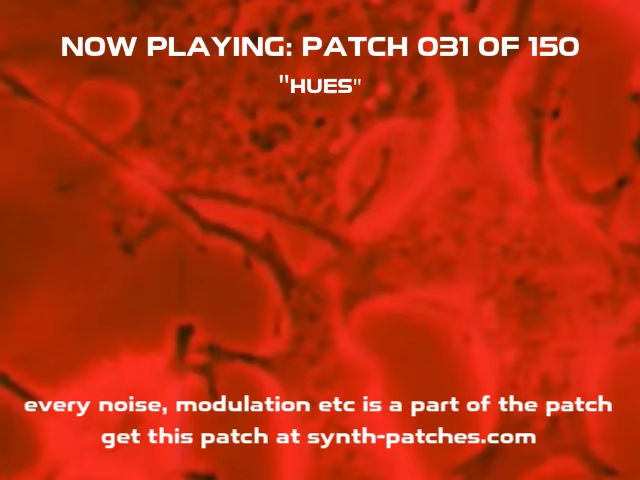 NOW PLAYING: PATCH 031 OF 150
"HUES"
every noise, modulation etc is a part of the patch
get this patch at synth-patches.com